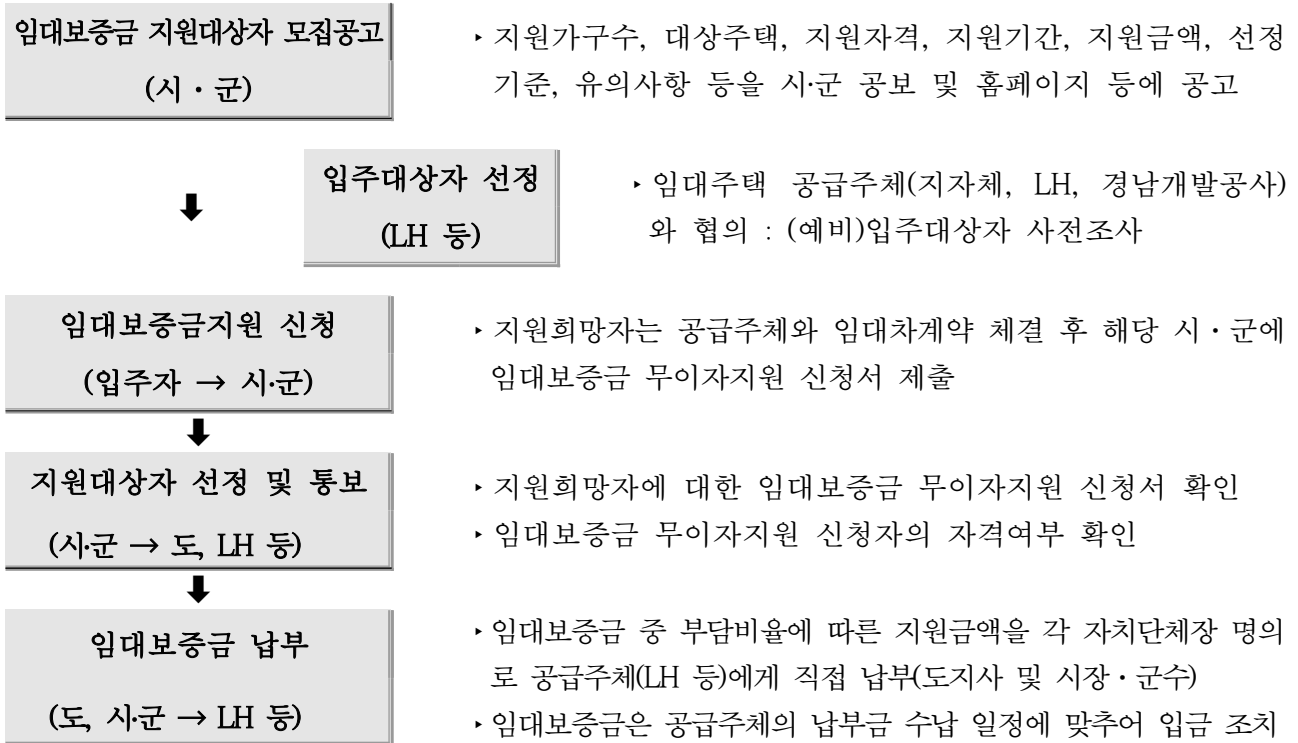 임대보증금 지원대상자 모집공고
(시・군)
‣ 지원가구수, 대상주택, 지원자격, 지원기간, 지원금액, 선정
기준, 유의사항 등을 시·군 공보 및 홈페이지 등에 공고
입주대상자 선정
(LH 등)
‣ 임대주택 공급주체(지자체, LH, 경남개발공사)
와 협의 : (예비)입주대상자 사전조사
임대보증금지원 신청
(입주자 → 시·군)
‣ 지원희망자는 공급주체와 임대차계약 체결 후 해당 시・군에
임대보증금 무이자지원 신청서 제출
지원대상자 선정 및 통보
(시·군 → 도, LH 등)
‣ 지원희망자에 대한 임대보증금 무이자지원 신청서 확인
‣ 임대보증금 무이자지원 신청자의 자격여부 확인
임대보증금 납부
(도, 시·군 → LH 등)
‣ 임대보증금 중 부담비율에 따른 지원금액을 각 자치단체장 명의
로 공급주체(LH 등)에게 직접 납부(도지사 및 시장・군수)
‣ 임대보증금은 공급주체의 납부금 수납 일정에 맞추어 입금 조치